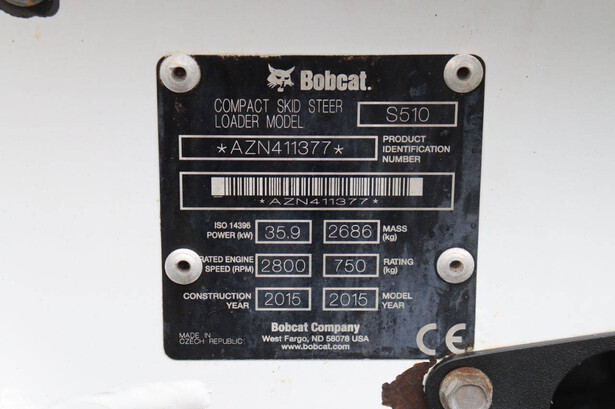 Bobcat.
COMPACT SKID STEER
LOADER MODEL
S510
*AZN411377*
PRODUCT
IDENTIFICATION
NUMBER
*AZN411377*
ISO 14396
POWER (kW)
35.9
2686
MASS
(kg)
RATED ENGINE
SPEED (RPM)
2800
750
RATING
(kg)
CONSTRUCTION
YEAR
2015
2015
MODEL
YEAR
Bobcat Company
West Fargo, ND 58078 USA
www.bobcat.com
MADE IN
CZECH REPUBLIC
CE